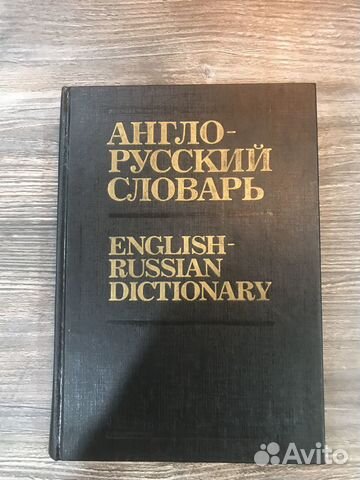 АНГЛО-
РУССКИЙ
СЛОВАРЬ
ENGLISH-
RUSSIAN
DICTIONARY
Avito